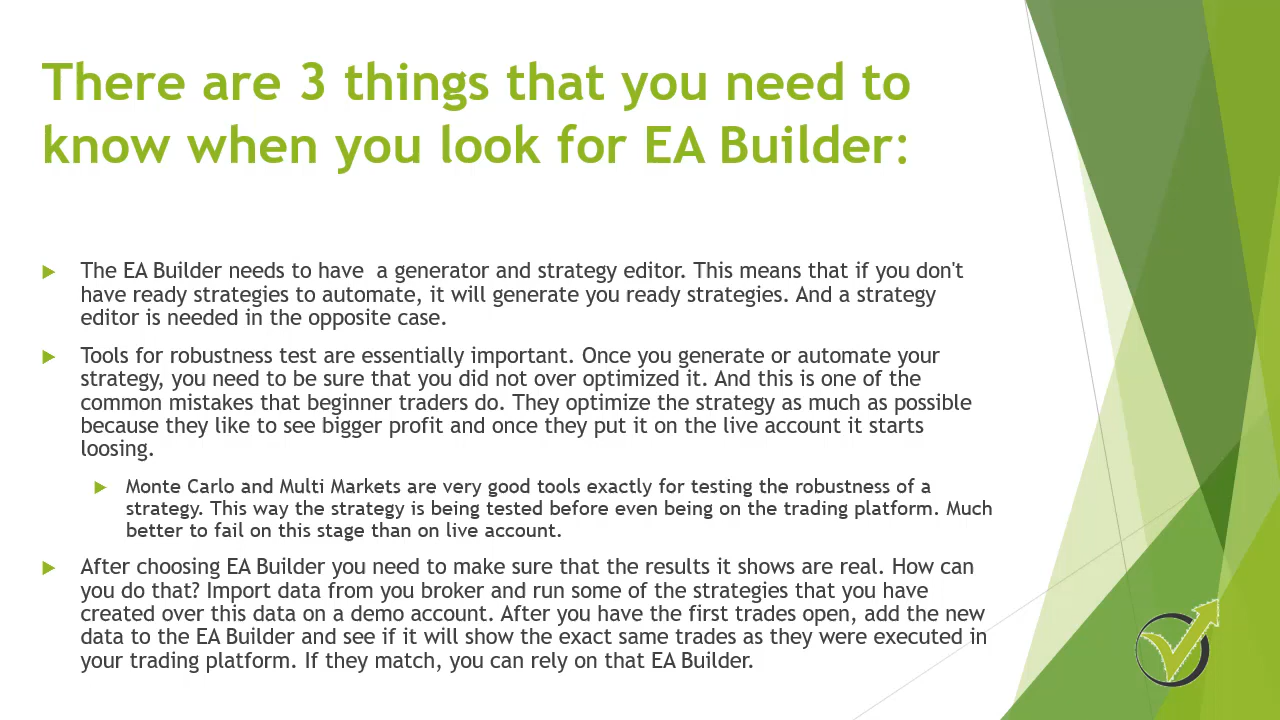 There are 3 things that you need to
know when you look for EA Builder:
The EA Builder needs to have  a generator and strategy editor. This means that if you don't
have ready strategies to automate, it will generate you ready strategies. And a strategy
editor is needed in the opposite case.
Tools for robustness test are essentially important. Once you generate or automate your
strategy, you need to be sure that you did not over optimized it. And this is one of the
common mistakes that beginner traders do. They optimize the strategy as much as possible
because they like to see bigger profit and once they put it on the live account it starts
loosing.
Monte Carlo and Multi Markets are very good tools exactly for testing the robustness of a
strategy. This way the strategy is being tested before even being on the trading platform. Much
better to fail on this stage than on live account.
After choosing EA Builder you need to make sure that the results it shows are real. How can
you do that? Import data from you broker and run some of the strategies that you have
created over this data on a demo account. After you have the first trades open, add the new
data to the EA Builder and see if it will show the exact same trades as they were executed in
your trading platform. If they match, you can rely on that EA Builder.